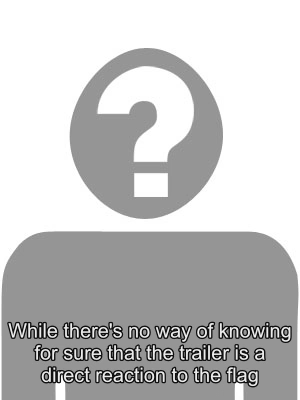 ?
While there's no way of knowing
for sure that the trailer is a
direct reaction to the flag